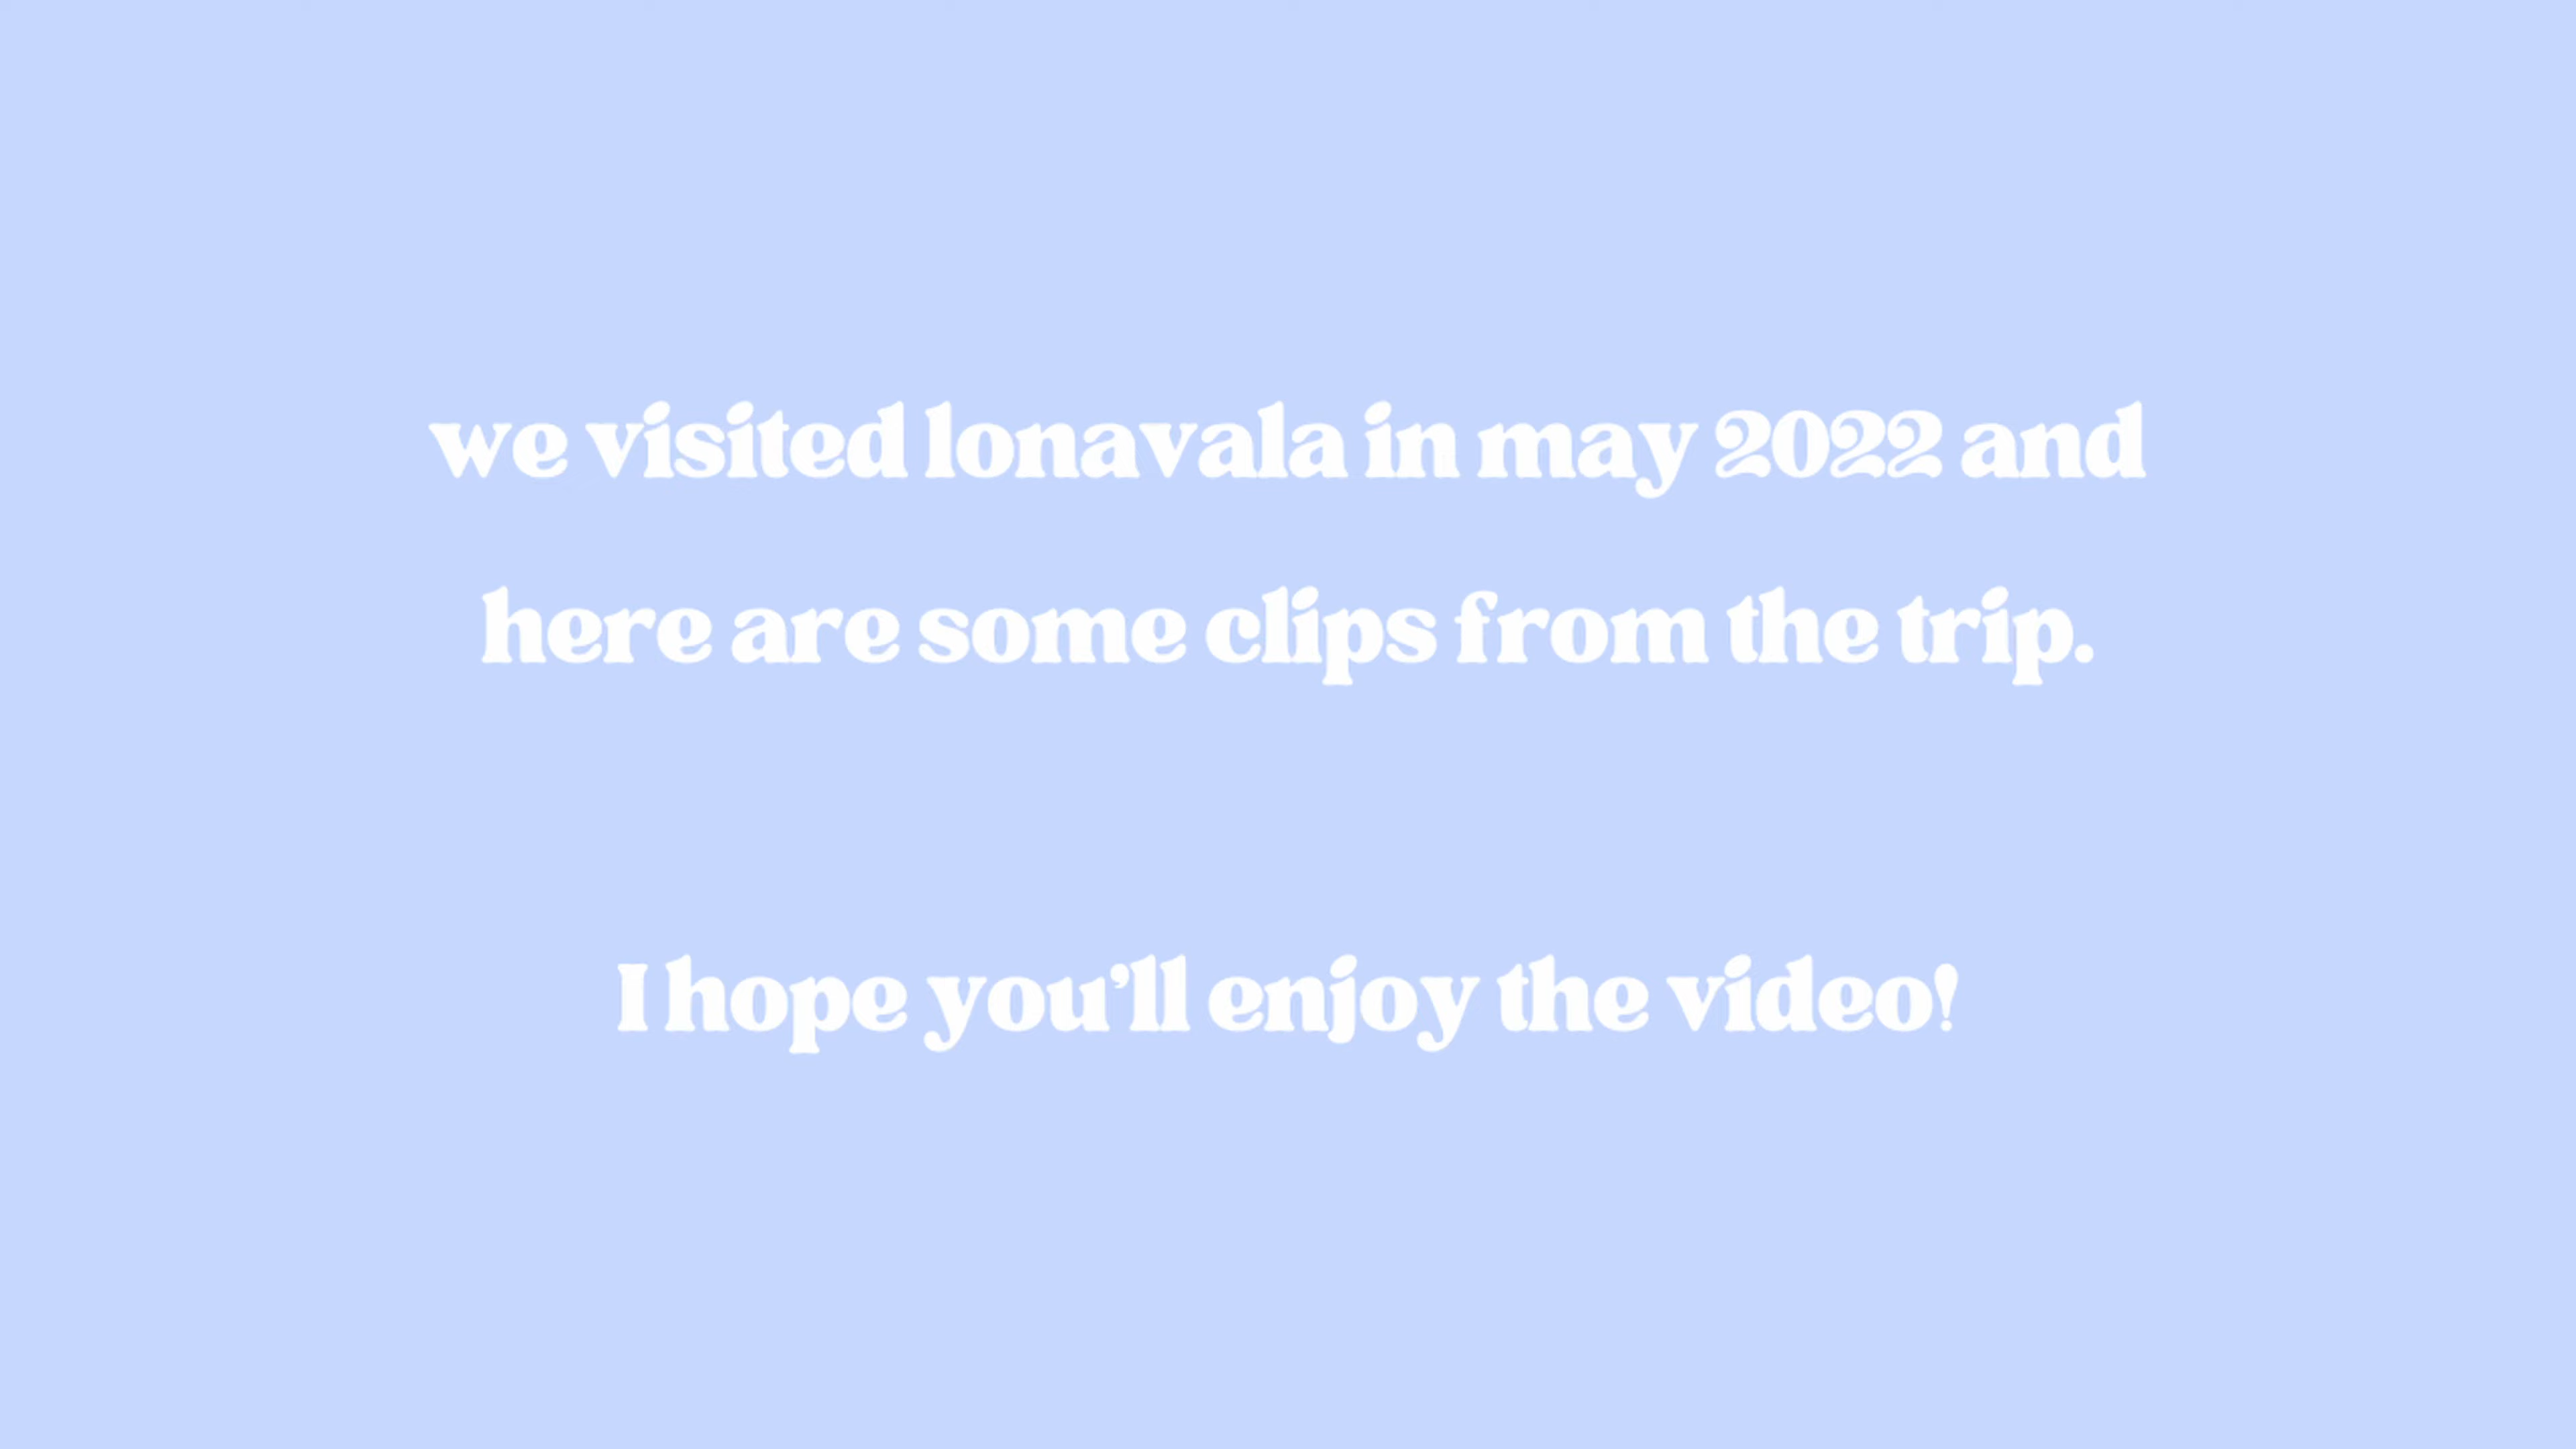 we visited lonavala in may 2022 and
here are some clips from the trip.
I hope you'll enjoy the video!